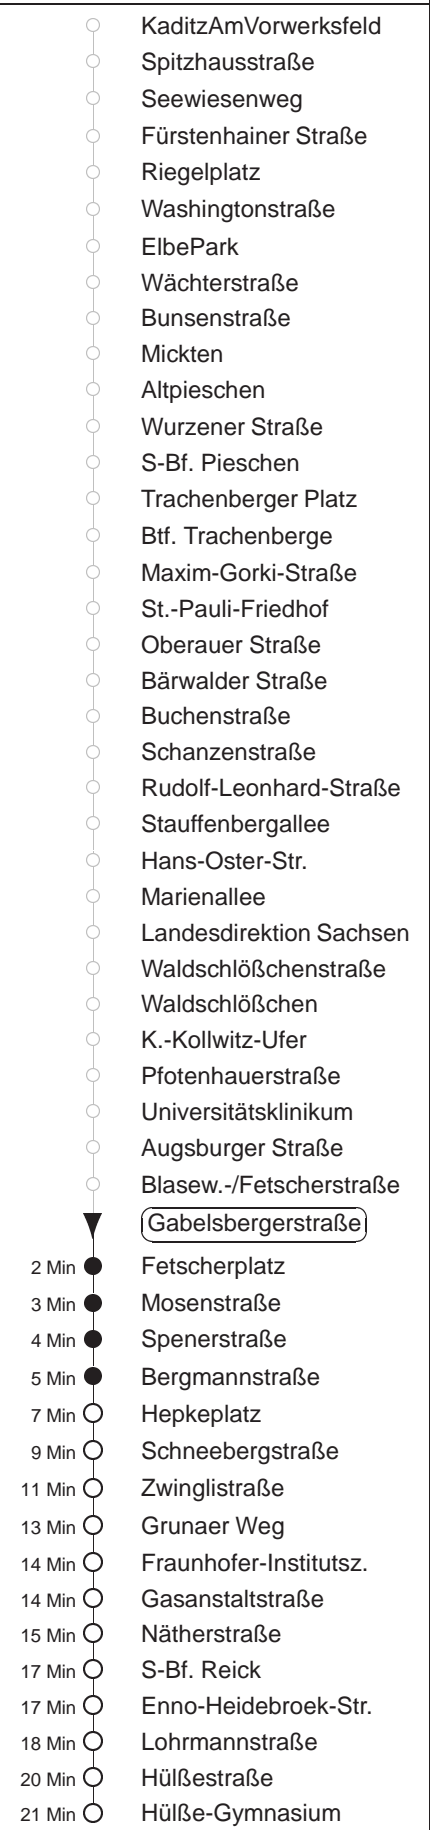 KaditzAmVorwerksfeld
Spitzhausstraße
Seewiesenweg
Fürstenhainer Straße
Riegelplatz
Washingtonstraße
ElbePark
Wächterstraße
Bunsenstraße
Mickten
Altpieschen
Wurzener Straße
S-Bf. Pieschen
Trachenberger Platz
Btf. Trachenberge
Maxim-Gorki-Straße
St.-Pauli-Friedhof
Oberauer Straße
Bärwalder Straße
Buchenstraße
Schanzenstraße
Rudolf-Leonhard-Straße
Stauffenbergallee
Hans-Oster-Str.
Marienallee
Landesdirektion Sachsen
Waldschlößchenstraße
Waldschlößchen
K.-Kollwitz-Ufer
Pfotenhauerstraße
Universitätsklinikum
Augsburger Straße
Blasew.-/Fetscherstraße
Gabelsbergerstraße
2 Min Fetscherplatz
3 Min Mosenstraße
4 Min Spenerstraße
5 Min Bergmannstraße
7 Min Hepkeplatz
9 Min Schneebergstraße
11 Min Zwinglistraße
13 Min Grunaer Weg
14 Min Fraunhofer-Institutsz.
14 Min Gasanstaltstraße
15 Min Nätherstraße
17 Min S-Bf. Reick
17 Min Enno-Heidebroek-Str.
18 Min Lohrmannstraße
20 Min Hülßestraße
21 Min Hülße-Gymnasium